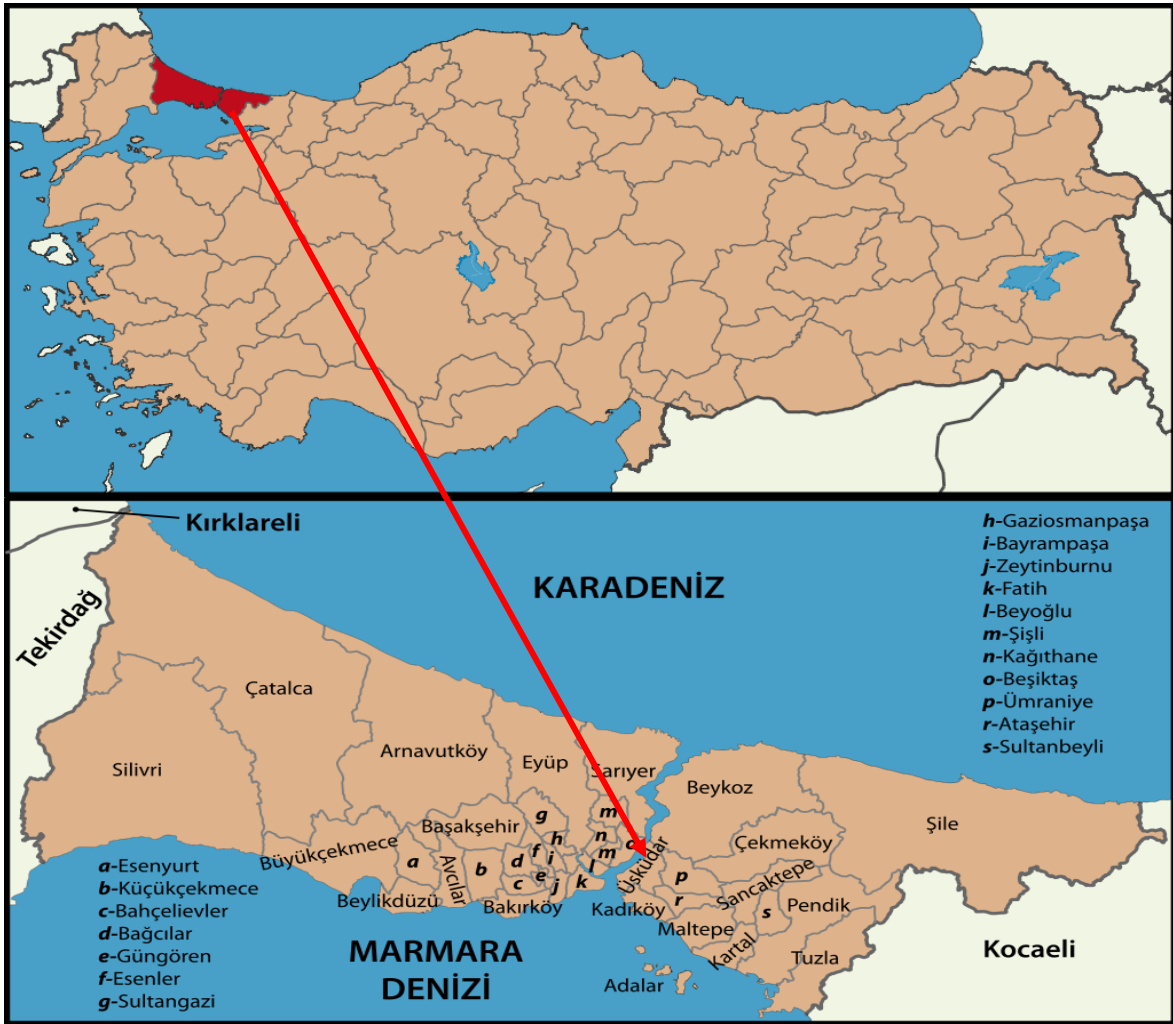 Kırklareli
Tekirdağ
KARADENİZ
h-Gaziosmanpaşa
i-Bayrampaşa
j-Zeytinburnu
k-Fatih
l-Beyoğlu
m-Şişli
n-Kağıthane
o-Beşiktaş
p-Ümraniye
r-Ataşehir
s-Sultanbeyli
Çatalca
Silivri
Arnavutköy
Eyüp
Sarıyer
Beykoz
Şile
Çekmeköy
Sancaktepe
Pendik
Tuzla
Kocaeli
Büyükçekmece
Başakşehir
Avcılar
Beylikdüzü
Bakırköy
Üsküdar
Kadıköy
Maltepe
Kartal
Adalar
a
b
c
d
e
f
g
h
i
j
k
l
m
n
m
o
p
r
s
MARMARA
DENİZİ
a-Esenyurt
b-Küçükçekmece
c-Bahçelievler
d-Bağcılar
e-Güngören
f-Esenler
g-Sultangazi